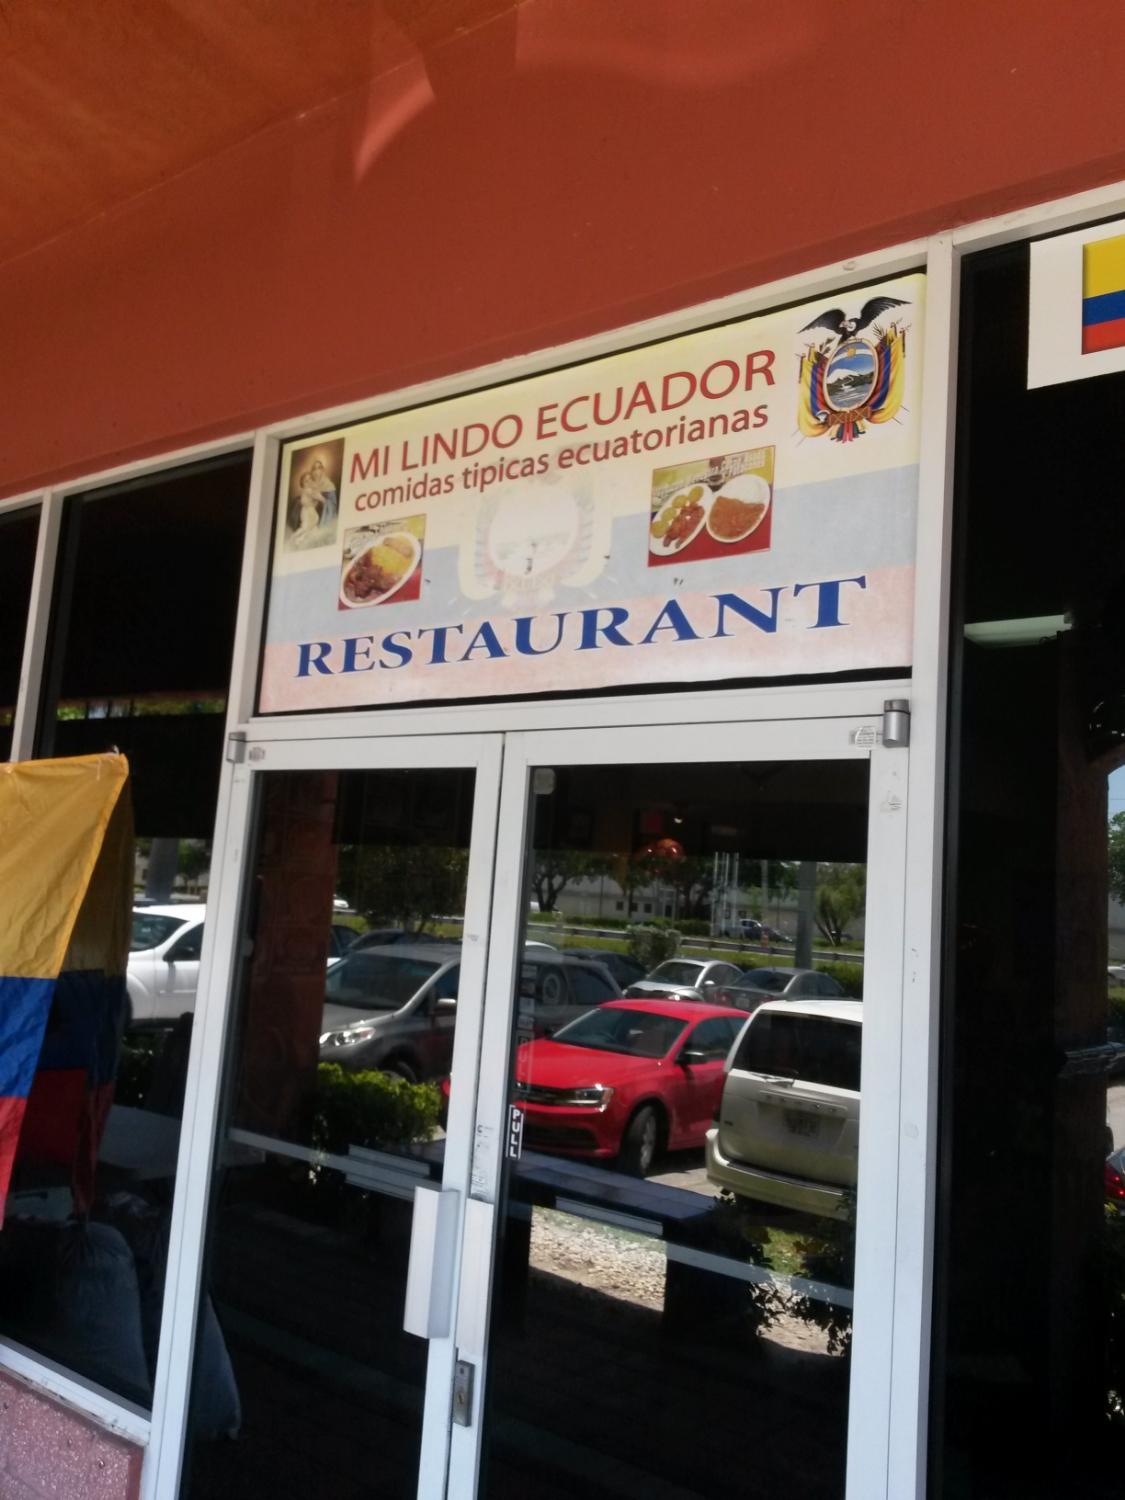 MI LINDO ECUADOR
comidas tipicas ecuatorianas
RESTAURANT
PULL